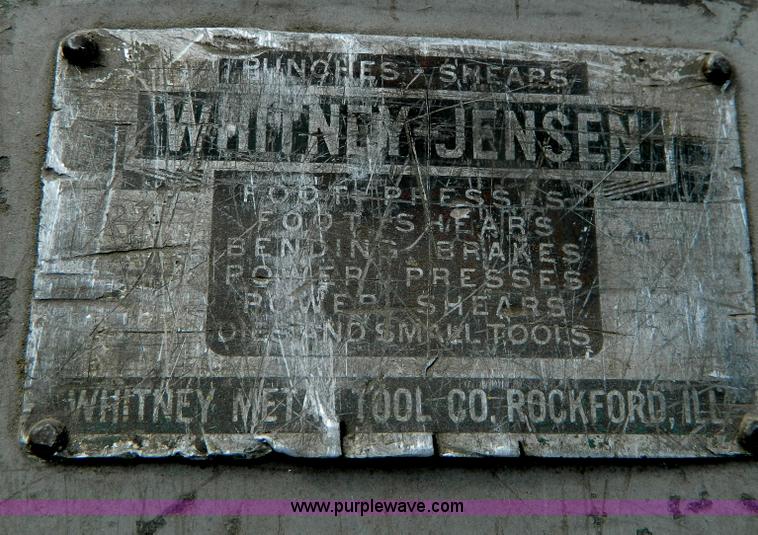 PUNCHES - SHEARS
WHITNEY-JENSEN
FOOT PRESSES
FOOT SHEARS
BENDING BRAKES
POWER PRESSES
POWER SHEARS
DIES AND SMALL TOOLS
WHITNEY METAL TOOL CO. ROCKFORD, ILL
www.purplewave.com